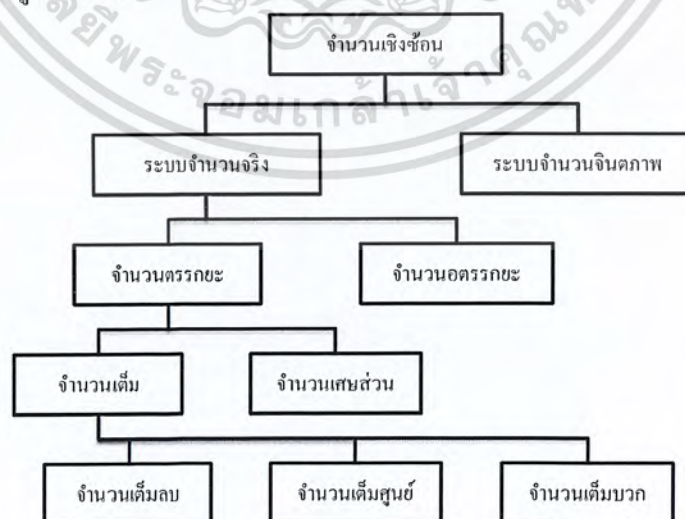 จำนวนเชิงซ้อน
ระบบจำนวนจริง
ระบบจำนวนจินตภาพ
จำนวนตรรกยะ
จำนวนอตรรกยะ
จำนวนเต็ม
จำนวนเศษส่วน
จำนวนเต็มลบ
จำนวนเต็มศูนย์
จำนวนเต็มบวก